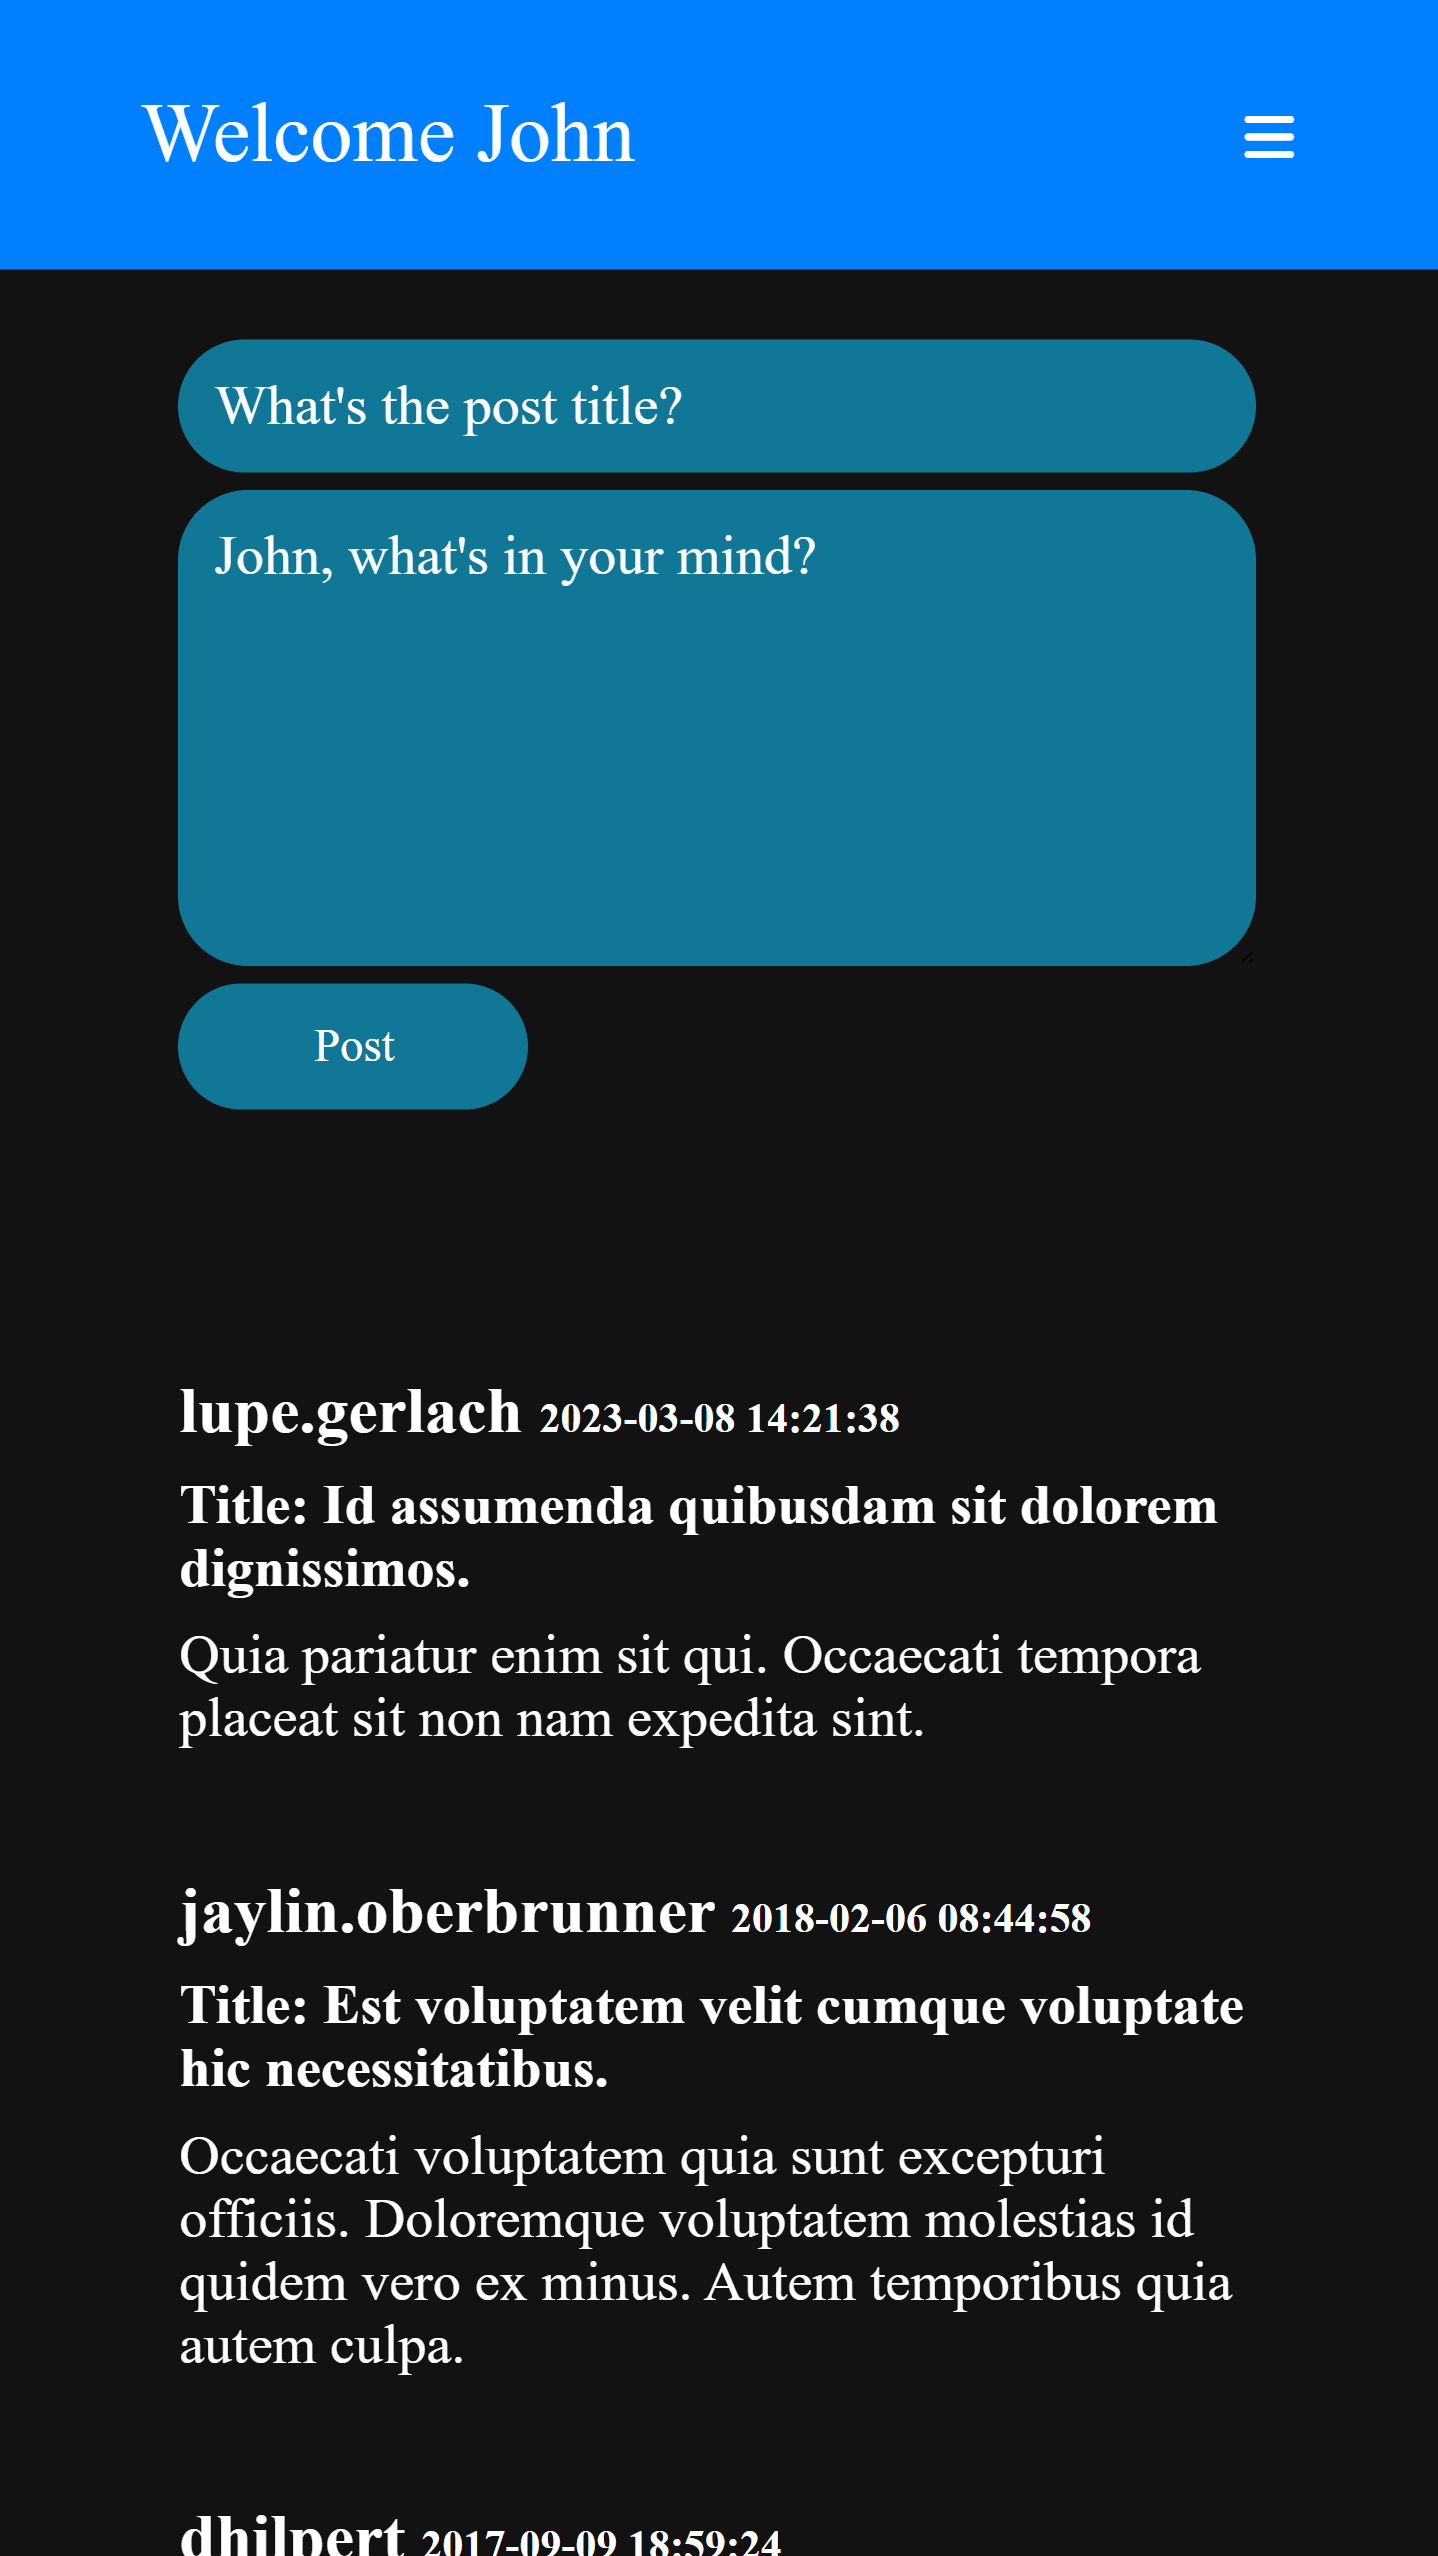 Welcome John
What's the post title?
John, what's in your mind?
Post
lupe.gerlach 2023-03-08 14:21:38
Title: Id assumenda quibusdam sit dolorem
dignissimos.
Quia pariatur enim sit qui. Occaecati tempora
placeat sit non nam expedita sint.
jaylin.oberbrunner 2018-02-06 08:44:58
Title: Est voluptatem velit cumque voluptate
hic necessitatibus.
Occaecati voluptatem quia sunt excepturi
officiis. Doloremque voluptatem molestias id
quidem vero ex minus. Autem temporibus quia
autem culpa.
dhilpert 2017-09-09 18:59:24